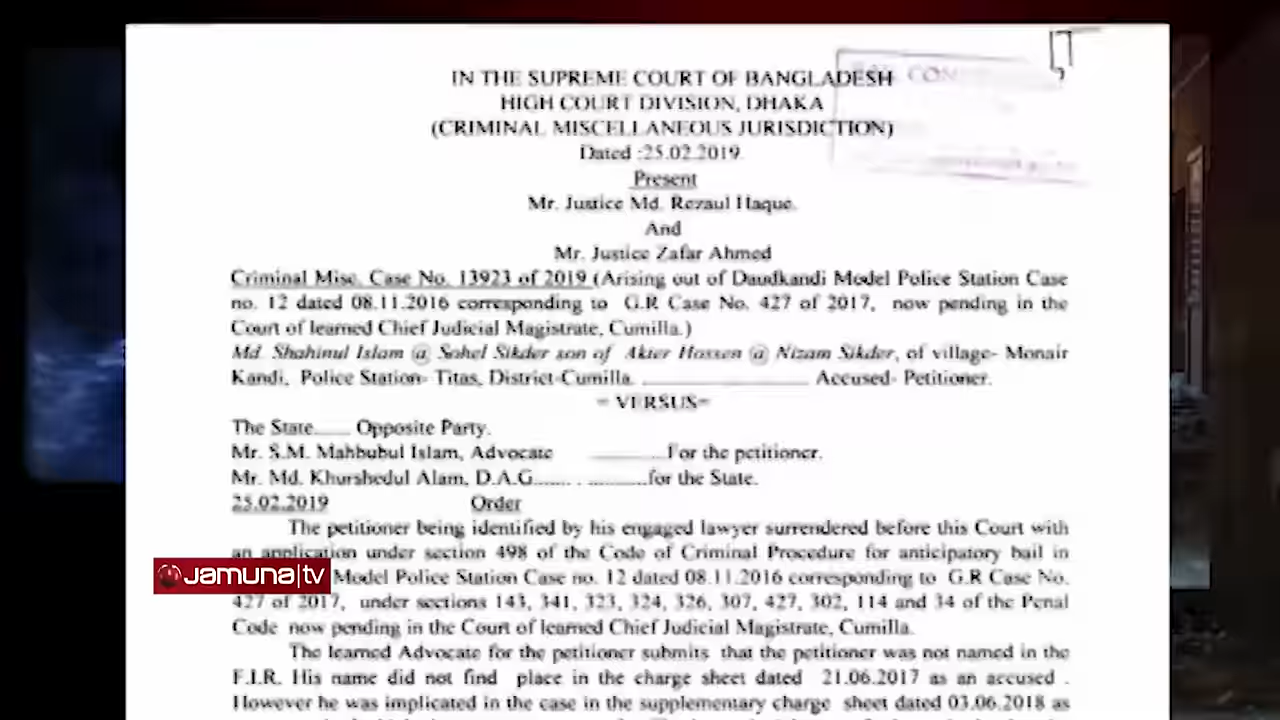 IN THE SUPREME COURT OF BANGLADESH
HIGH COURT DIVISION, DHAKA
(CRIMINAL MISCELLANEOUS JURISDICTION)
Dated :25.02.2019
Present
Mr. Justice Md. Rezaul Haque.
And
Mr. Justice Zafar Ahmed
Criminal Misc. Case No. 13923 of 2019 (Arising out of Daudkandi Model Police Station Case
no. 12 dated 08.11.2016 corresponding to G.R Case No. 427 of 2017, now pending in the
Court of learned Chief Judicial Magistrate, Cumilla.)
Md. Shahinul Islam @ Sohel Sikder son of Akter Hossen @ Nizam Sikder, of village- Monair
Kandi, Police Station- Titas, District-Cumilla. .......................... Accused- Petitioner.
= VERSUS=
The State...... Opposite Party.
Mr. S.M. Mahbubul Islam, Advocate ............For the petitioner.
Mr. Md. Khurshedul Alam, D.A.G...... . ..........for the State.
25.02.2019 Order
The petitioner being identified by his engaged lawyer surrendered before this Court with
an application under section 498 of the Code of Criminal Procedure for anticipatory bail in
Jamuna|tv Model Police Station Case no. 12 dated 08.11.2016 corresponding to G.R Case No.
427 of 2017, under sections 143, 341, 323, 324, 326, 307, 427, 302, 114 and 34 of the Penal
Code now pending in the Court of learned Chief Judicial Magistrate, Cumilla.
The learned Advocate for the petitioner submits that the petitioner was not named in the
F.I.R. His name did not find place in the charge sheet dated 21.06.2017 as an accused .
However he was implicated in the case in the supplementary charge sheet dated 03.06.2018 as